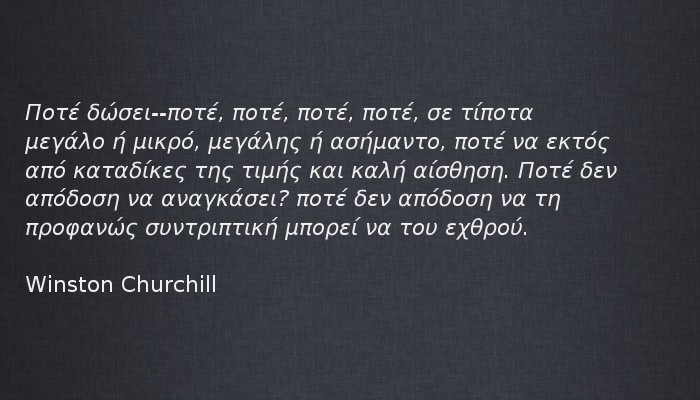 Ποτέ δώσει--ποτέ, ποτέ, ποτέ, ποτέ, σε τίποτα
μεγάλο ή μικρό, μεγάλης ή ασήμαντο, ποτέ να εκτός
από καταδίκες της τιμής και καλή αίσθηση. Ποτέ δεν
απόδοση να αναγκάσει? ποτέ δεν απόδοση να τη
προφανώς συντριπτική μπορεί να του εχθρού.
Winston Churchill